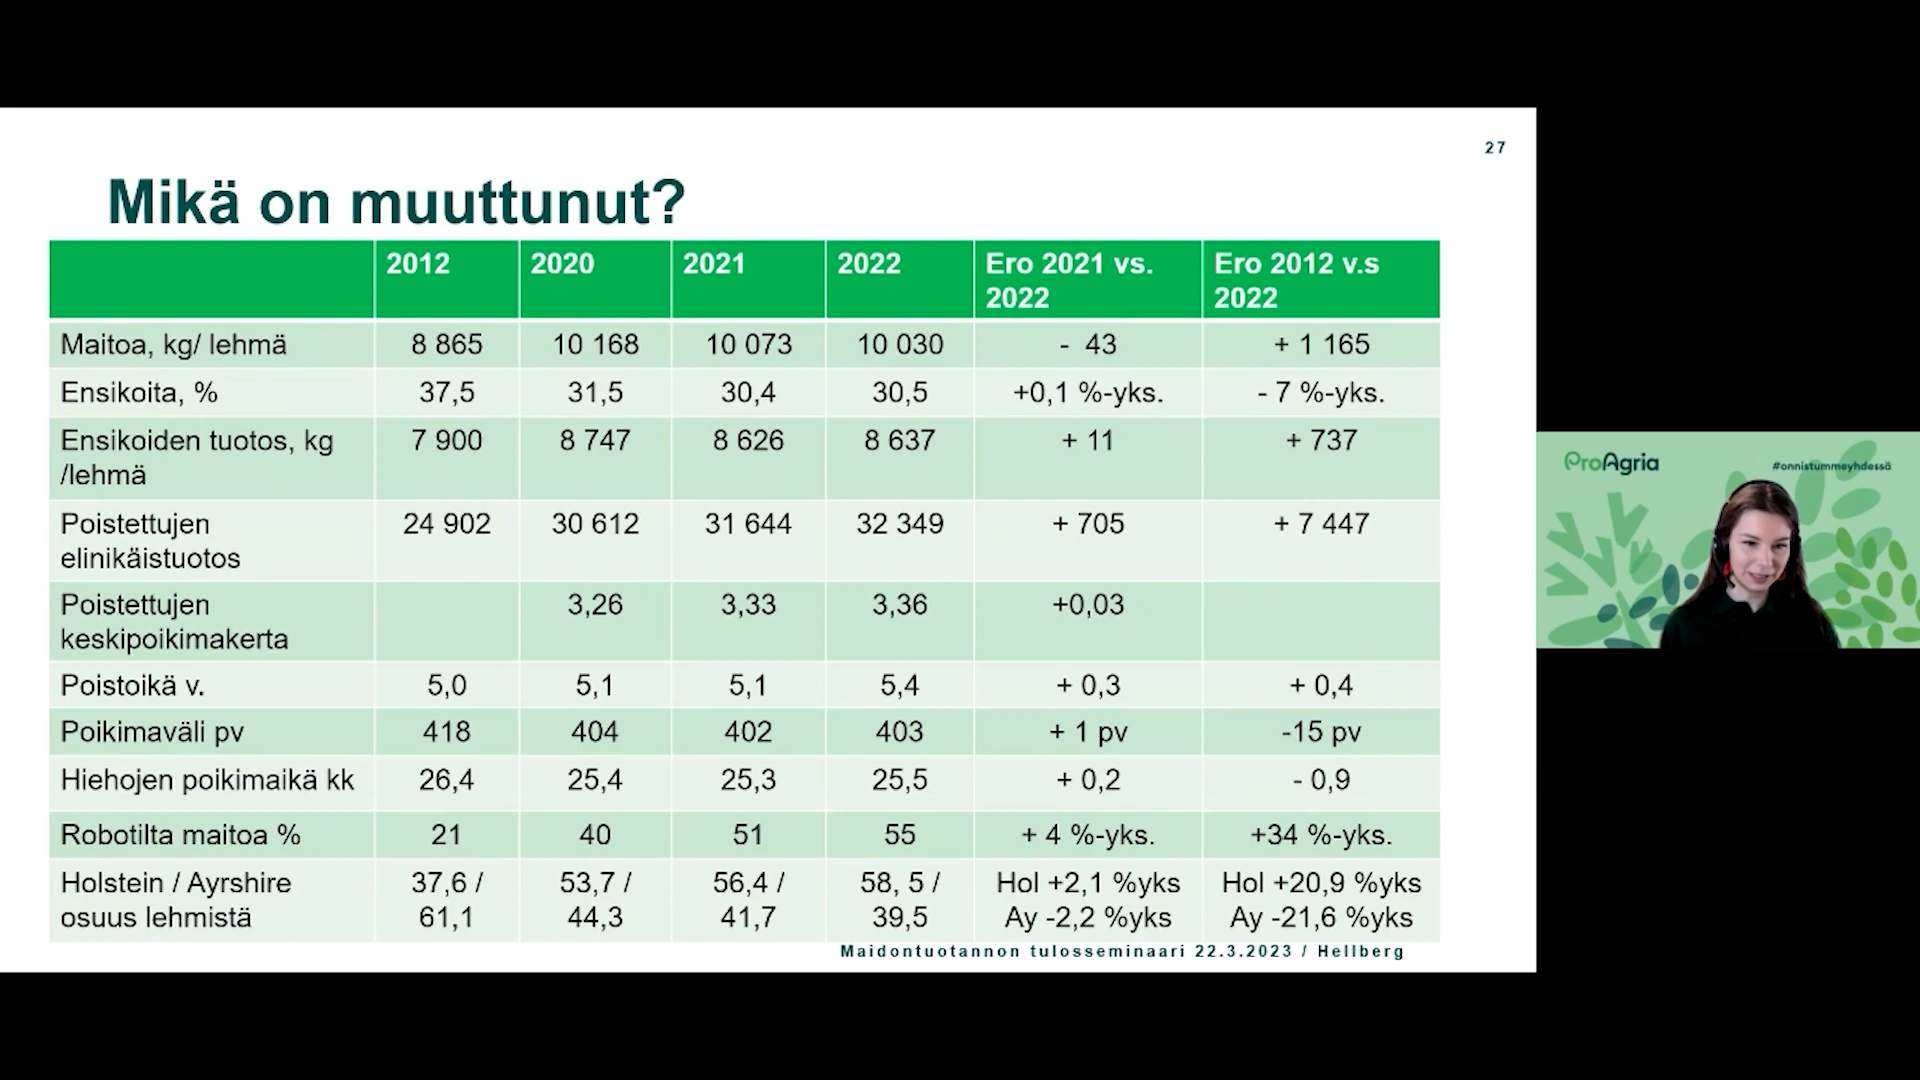 27
Mikä on muuttunut?
2012 2020 2021 2022 Ero 2021 vs. 2022 Ero 2012 v.s 2022
Maitoa, kg/ lehmä 8 865 10 168 10 073 10 030 - 43 + 1 165
Ensikoita, % 37,5 31,5 30,4 30,5 +0,1 %-yks. - 7 %-yks.
Ensikoiden tuotos, kg /lehmä 7 900 8 747 8 626 8 637 + 11 + 737
Poistettujen elinikäistuotos 24 902 30 612 31 644 32 349 + 705 + 7 447
Poistettujen keskipoikimakerta 3,26 3,33 3,36 +0,03
Poistoikä v. 5,0 5,1 5,1 5,4 + 0,3 + 0,4
Poikimaväli pv 418 404 402 403 + 1 pv -15 pv
Hiehojen poikimaikä kk 26,4 25,4 25,3 25,5 + 0,2 - 0,9
Robotilta maitoa % 21 40 51 55 + 4 %-yks. +34 %-yks.
Holstein / Ayrshire osuus lehmistä 37,6 / 61,1 53,7 / 44,3 56,4 / 41,7 58, 5 / 39,5 Hol +2,1 %yks Ay -2,2 %yks Hol +20,9 %yks Ay -21,6 %yks
Maidontuotannon tulosseminaari 22.3.2023 / Hellberg
ProAgria
#onnistummeyhdessä